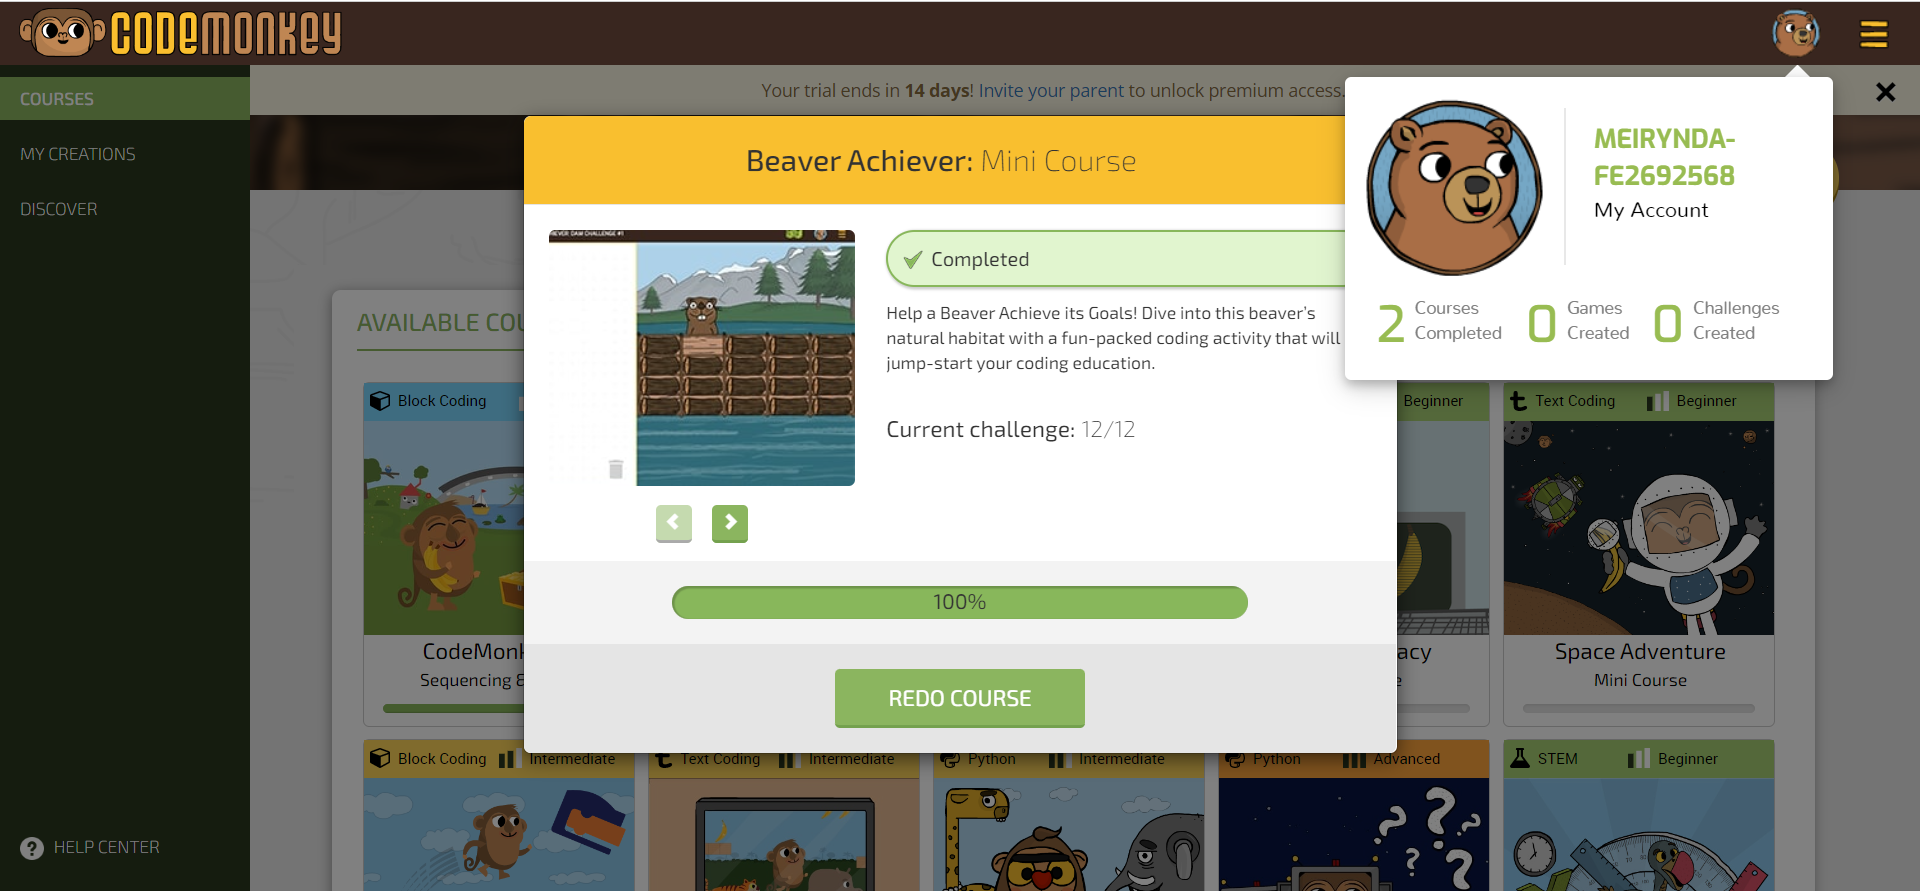 CODEMONKEY
COURSES
MY CREATIONS
DISCOVER
HELP CENTER
Your trial ends in 14 days! Invite your parent to unlock premium access.
Beaver Achiever: Mini Course
DAM CHALLENGE #1
Completed
Help a Beaver Achieve its Goals! Dive into this beaver's
natural habitat with a fun-packed coding activity that will
jump-start your coding education.
Current challenge: 12/12
100%
REDO COURSE
MEIRYNDA-
FE2692568
My Account
2 Courses Completed
0 Games Created
0 Challenges Created
AVAILABLE COU
Block Coding
Beginner
Text Coding Beginner
CodeMonk
Sequencing &
acy
Space Adventure
Mini Course
Block Coding Intermediate
Text Coding Intermediate
Python Intermediate
Python Advanced
STEM Beginner